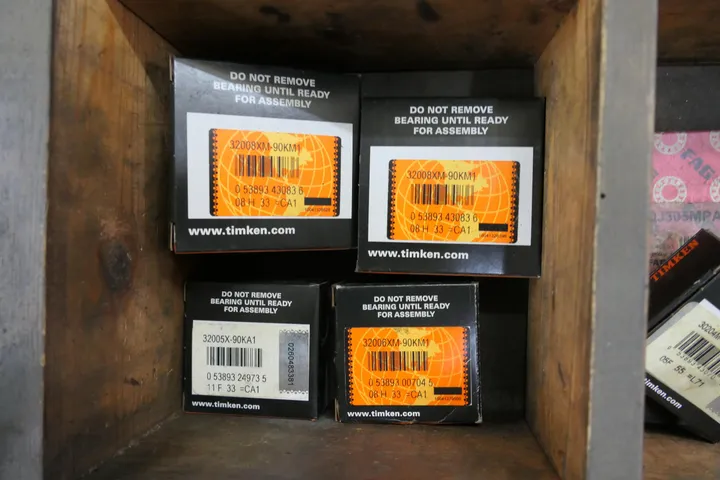 DO NOT REMOVE
BEARING UNTIL READY
FOR ASSEMBLY
32008XM-90KM1
0 53893 43083 6
08 H 33 =CA1
www.timken.com
DO NOT REMOVE
BEARING UNTIL READY
FOR ASSEMBLY
32008XM-90KM1
0 53893 43083 6
08 H 33 =CA1
www.timken.com
DO NOT REMOVE
BEARING UNTIL READY
FOR ASSEMBLY
32005X-90KA1
0260483381
0 53893 24973 5
11 F 33 =CA1
www.timken.com
DO NOT REMOVE
BEARING UNTIL READY
FOR ASSEMBLY
32006XM-90KM1
0 53893 00704 5
08 H 33 =CA1
www.timken.com
FAG
TIMKEN